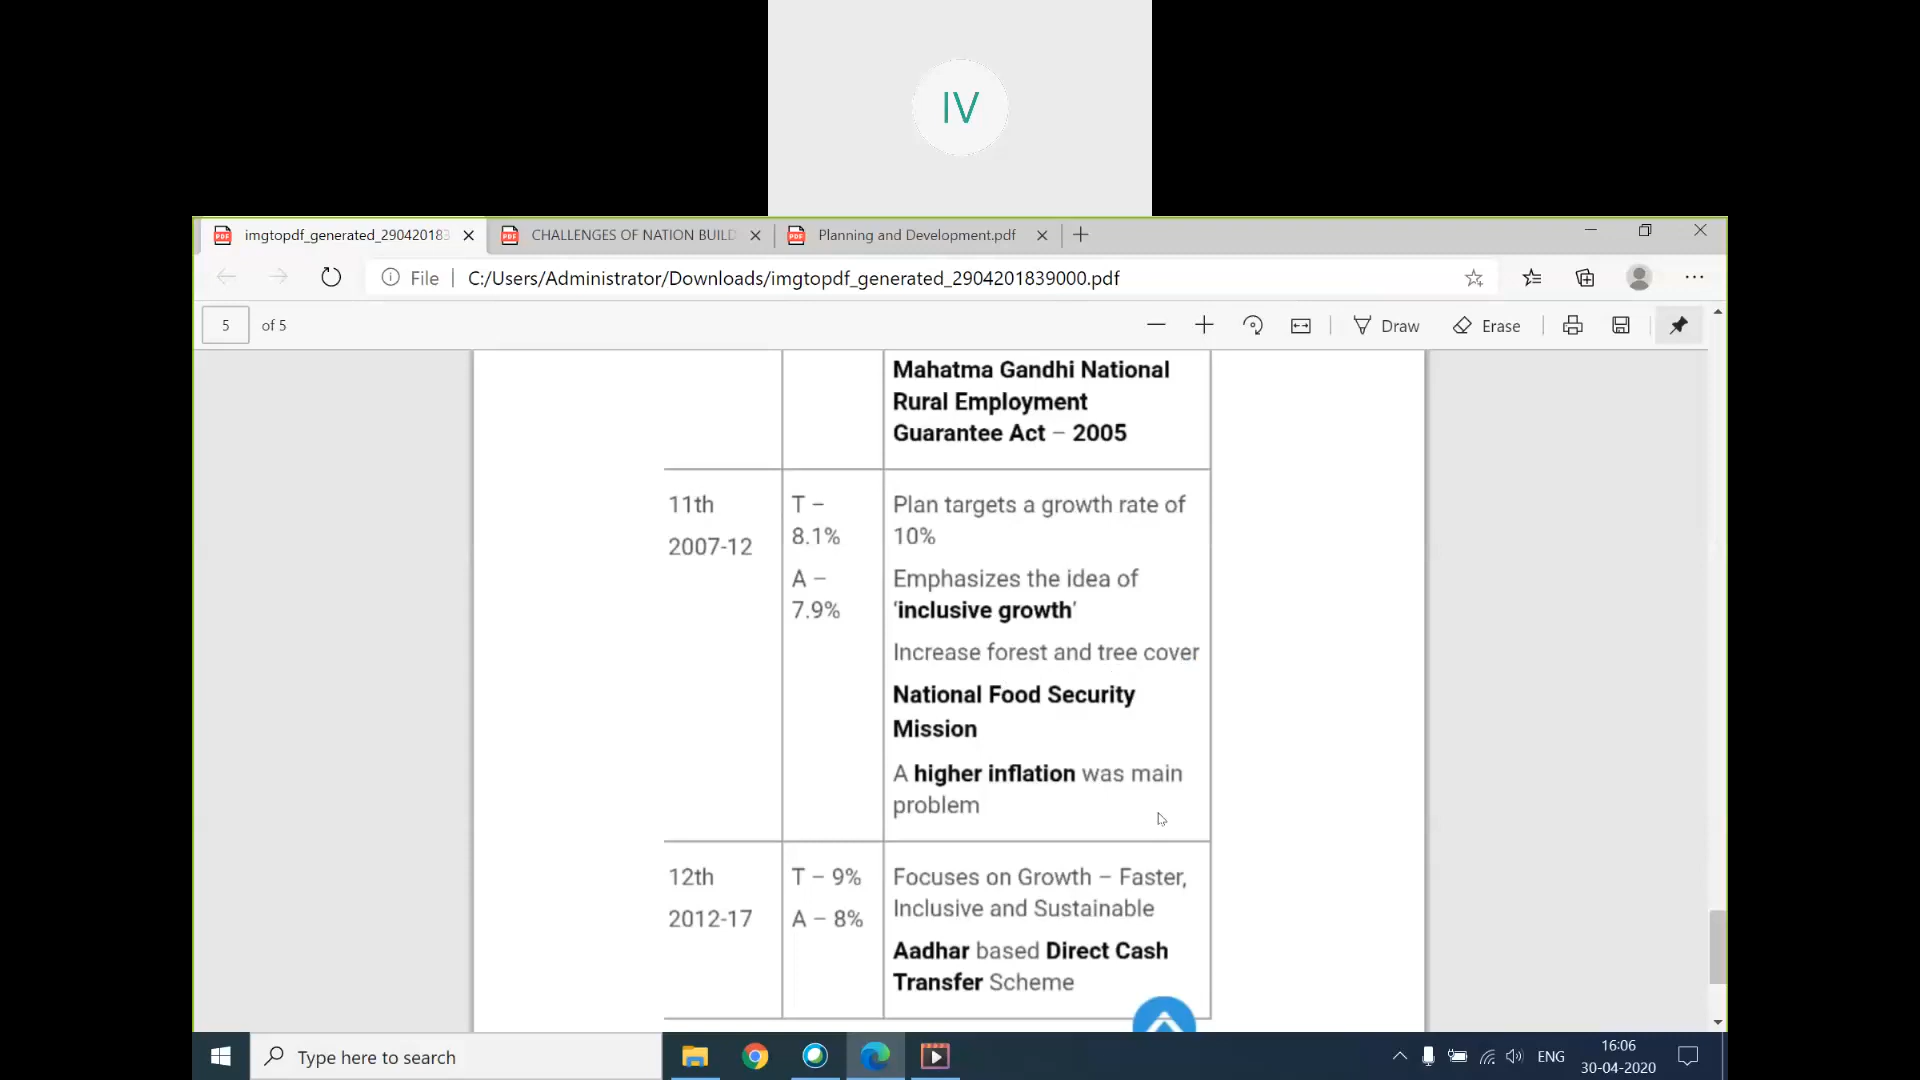 IV
imgtopdf_generated_290420183
CHALLENGES OF NATION BUILD
Planning and Development.pdf
File
C:/Users/Administrator/Downloads/imgtopdf_generated_2904201839000.pdf
5 of 5
Draw
Erase
Mahatma Gandhi National
Rural Employment
Guarantee Act – 2005
11th
2007-12
T –
8.1%
A –
7.9%
Plan targets a growth rate of
10%
Emphasizes the idea of
‘inclusive growth’
Increase forest and tree cover
National Food Security
Mission
A higher inflation was main
problem
12th
2012-17
T – 9%
A – 8%
Focuses on Growth – Faster,
Inclusive and Sustainable
Aadhar based Direct Cash
Transfer Scheme
Type here to search
ENG
16:06
30-04-2020